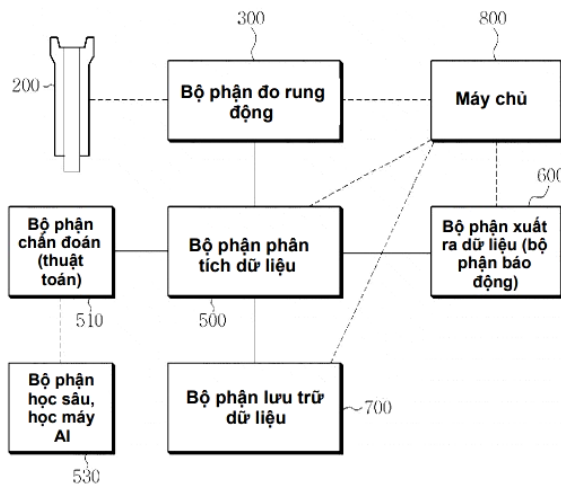 300
800
200
Bộ phận đo rung
động
Máy chủ
600
Bộ phận
chẩn đoán
(thuật
toán)
Bộ phận phân
tích dữ liệu
Bộ phận xuất
ra dữ liệu (bộ
phận báo
động)
510
500
Bộ phận
học sâu,
học máy
AI
Bộ phận lưu trữ
dữ liệu
700
530